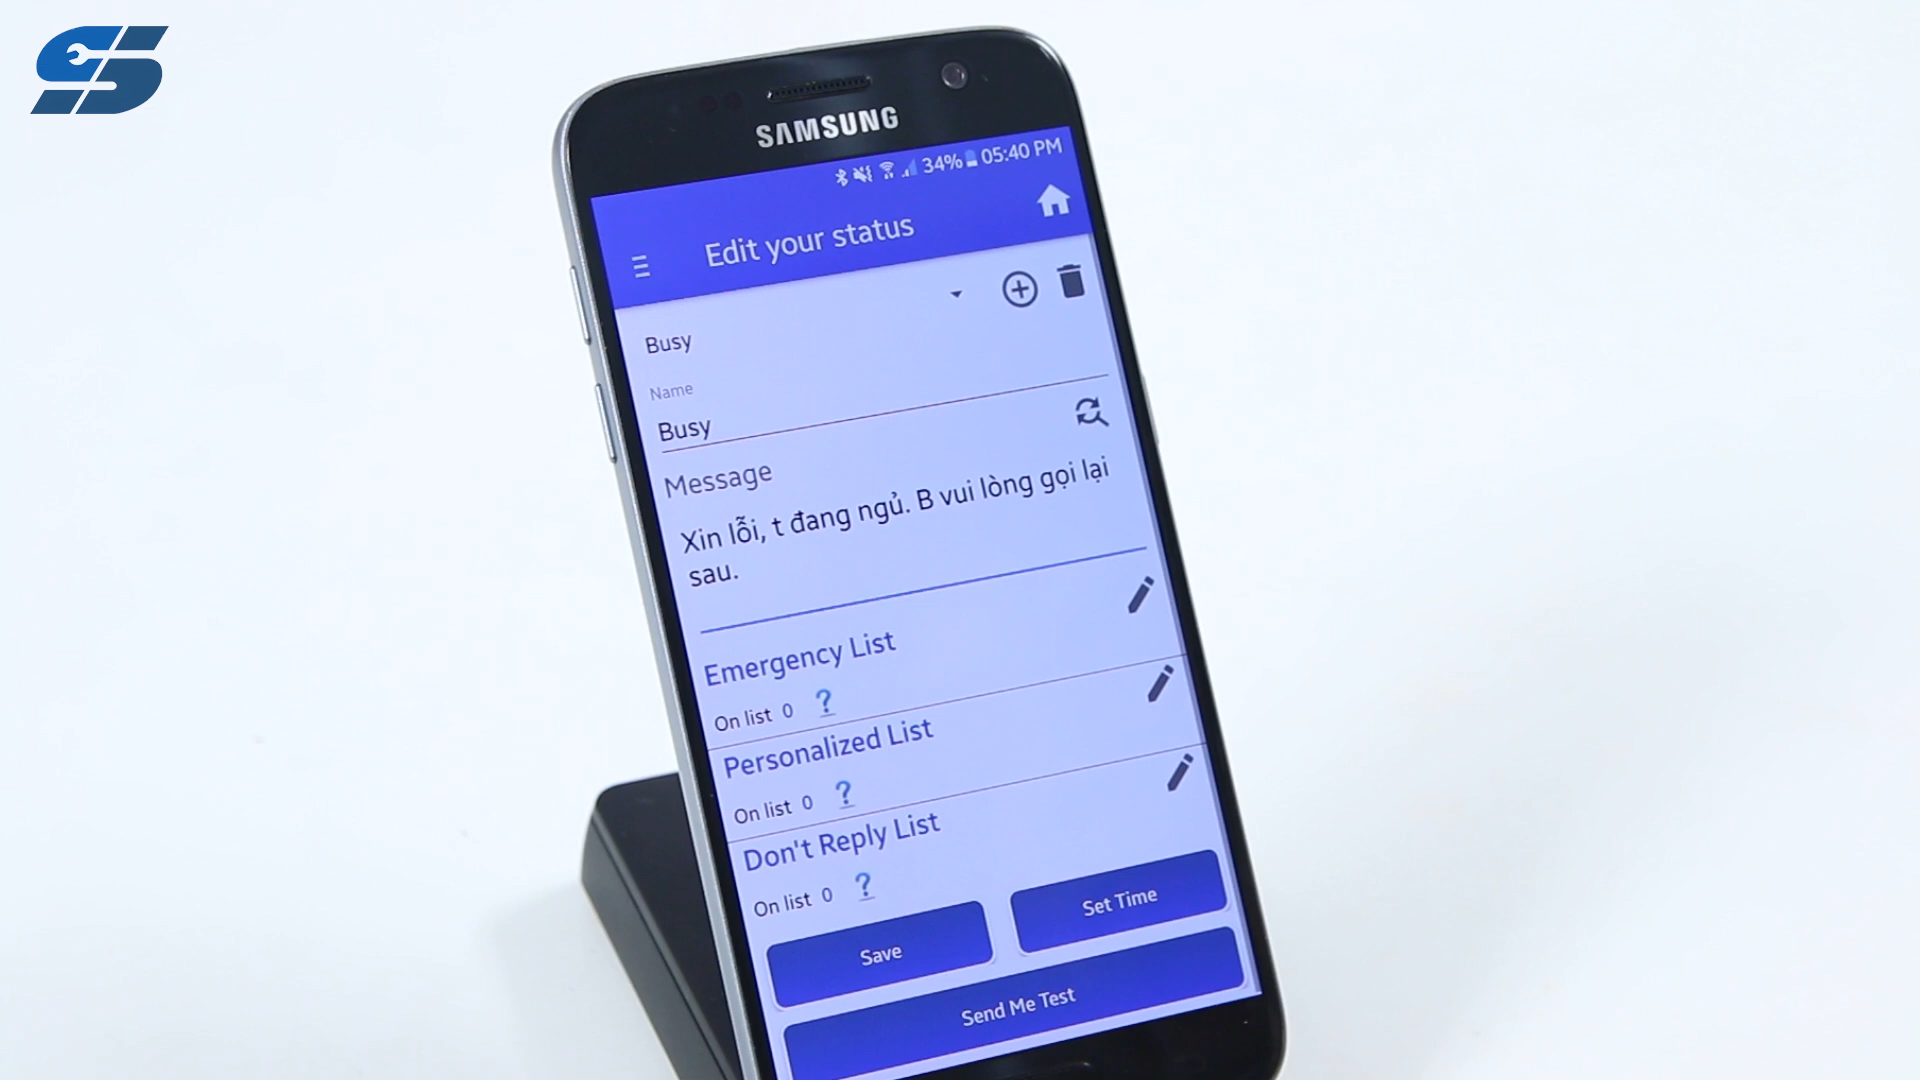 SAMSUNG
34% 05:40 PM
Edit your status
Busy
Name
Busy
Message
Xin lỗi, t đang ngủ. B vui lòng gọi lại
sau.
Emergency List
On list 0 ?
Personalized List
On list 0 ?
Don't Reply List
On list 0 ?
Save
Set Time
Send Me Test